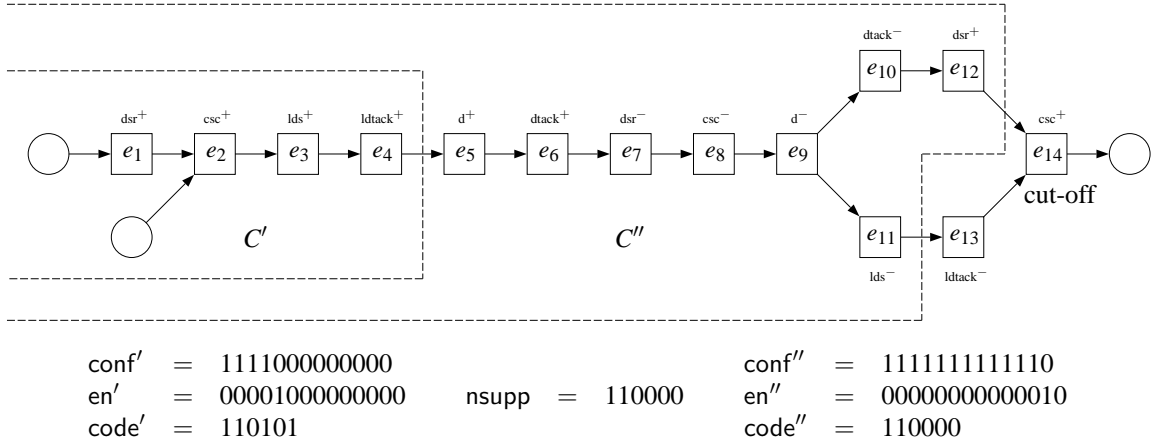 dtack⁻ dsr⁺
e₁₀ e₁₂
dsr⁺ csc⁺ lds⁺ ldtack⁺ d⁺ dtack⁺ dsr⁻ csc⁻ d⁻ csc⁺
e₁ e₂ e₃ e₄ e₅ e₆ e₇ e₈ e₉ e₁₄
cut-off
C′ C″ e₁₁ e₁₃
lds⁻ ldtack⁻
conf′ = 1111000000000 conf″ = 1111111111110
en′ = 00001000000000 nsupp = 110000 en″ = 00000000000010
code′ = 110101 code″ = 110000